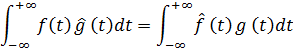 ∫_{−∞}^{+∞} f(t) ĝ(t)dt = ∫_{−∞}^{+∞} f̂(t) g(t)dt